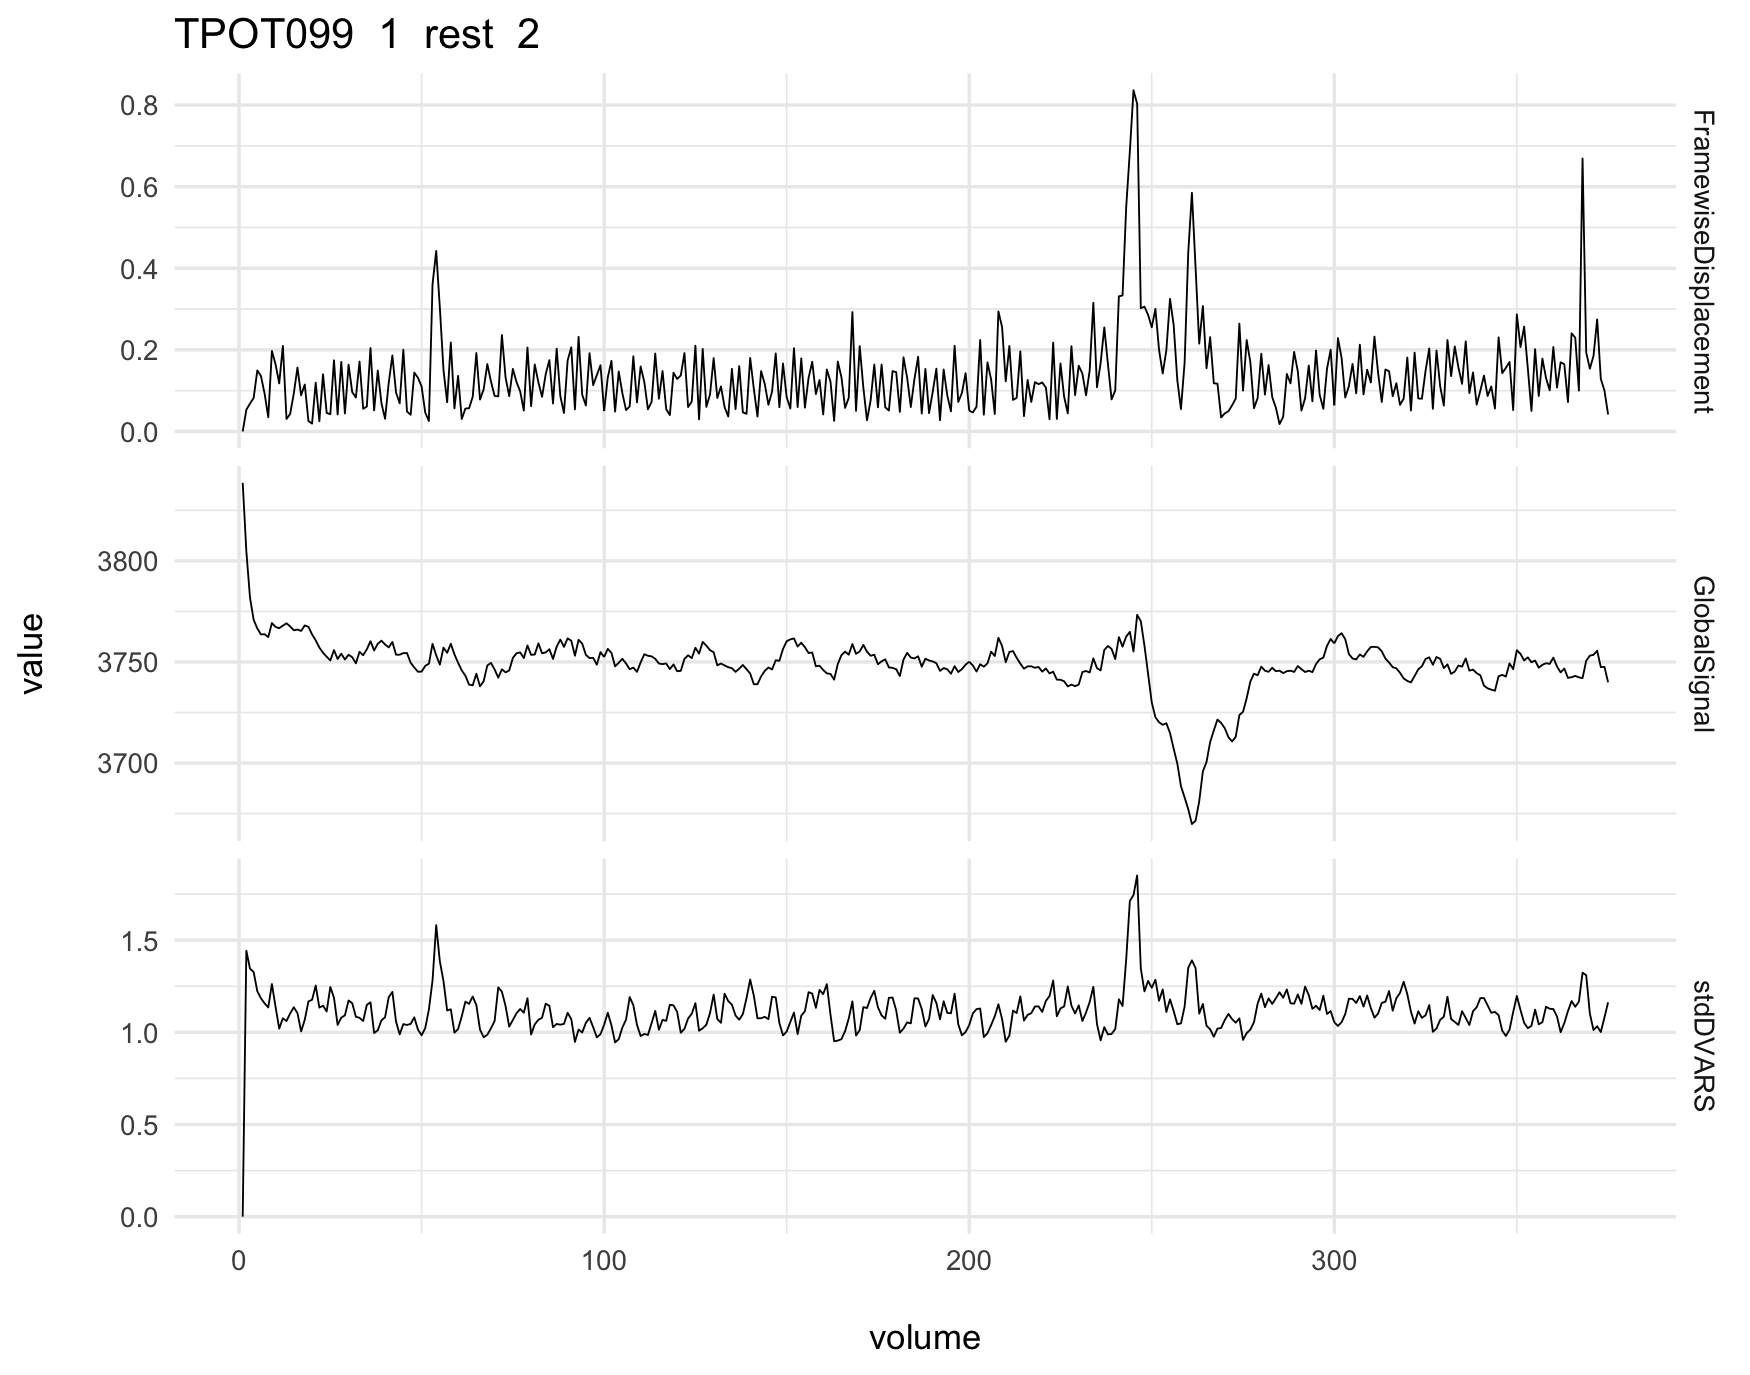 TPOT099 1 rest 2
0.8
0.6
0.4
0.2
0.0
FramewiseDisplacement
3800
3750
3700
GlobalSignal
1.5
1.0
0.5
0.0
stdDVARS
value
0 100 200 300
volume